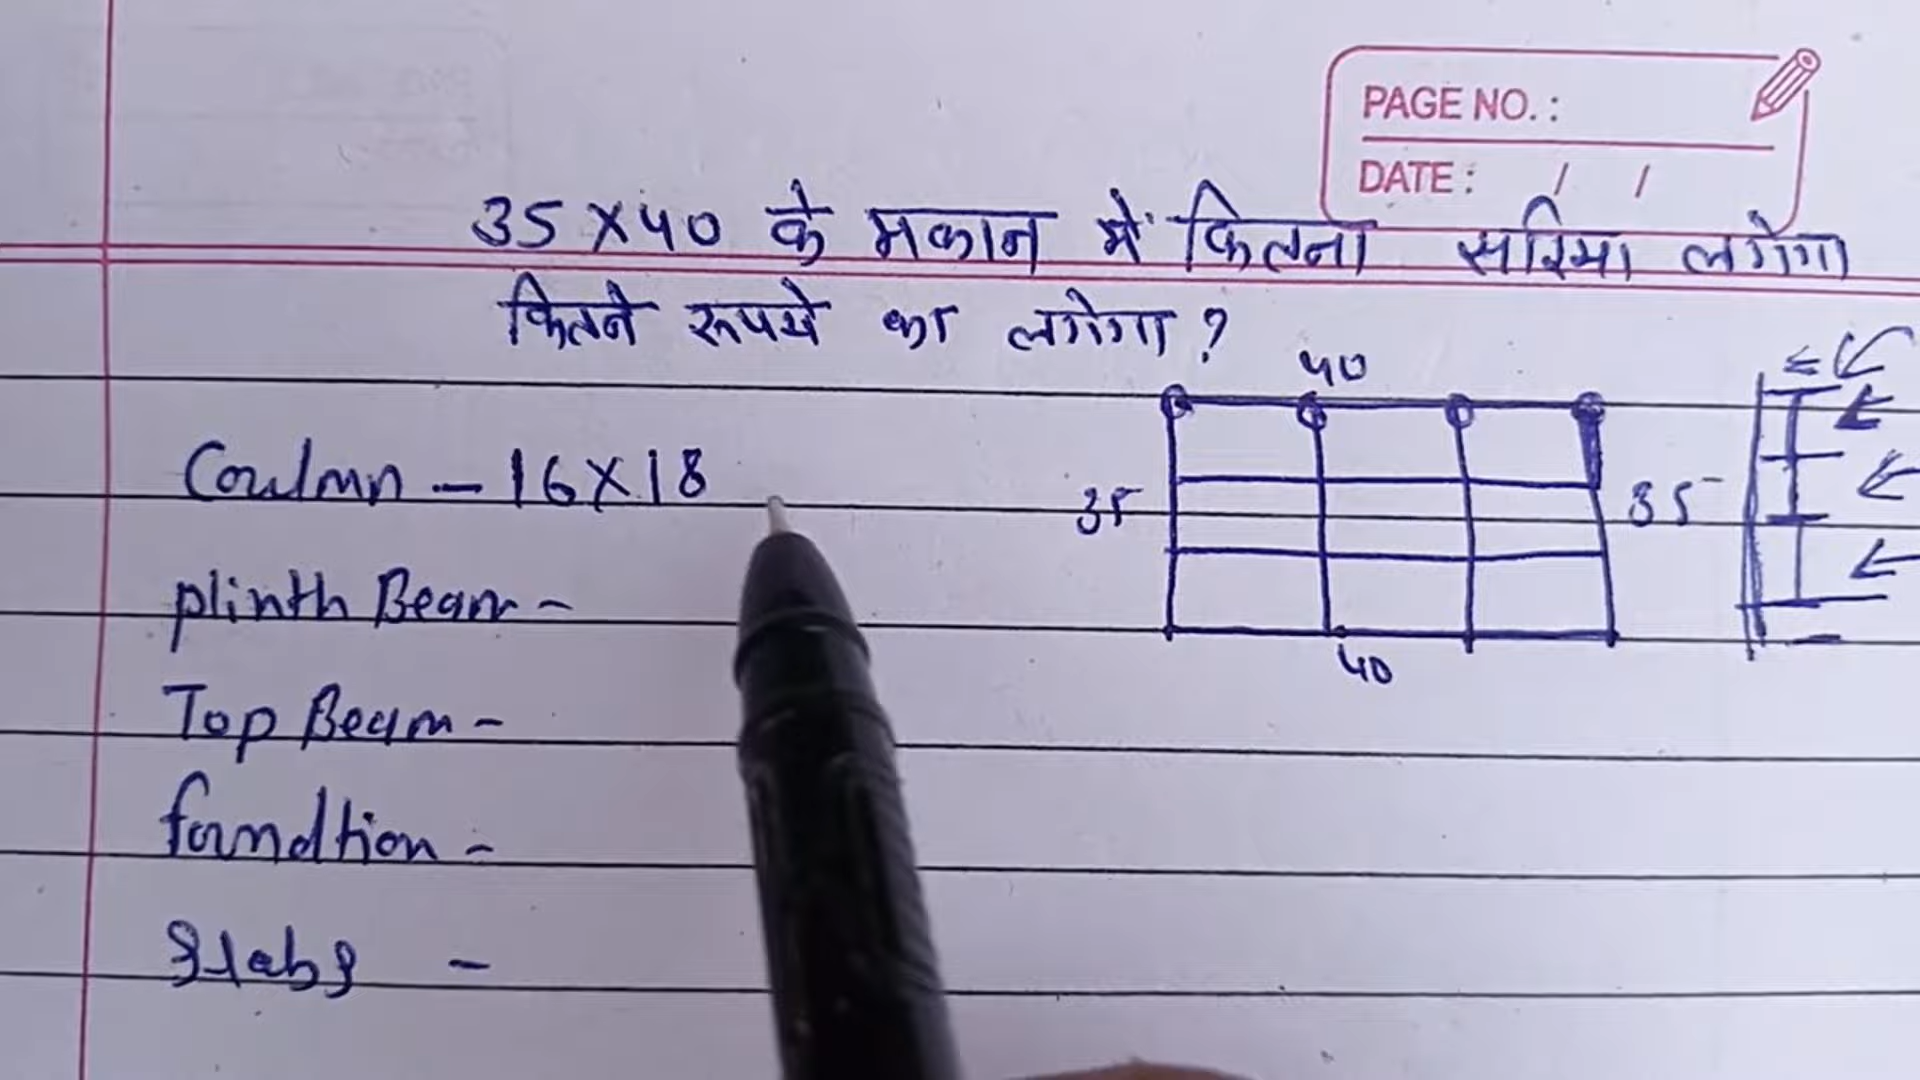 PAGE NO. :
DATE : / /
35 X 40 के मकान में कितना सरिया लगेगा
कितने रूपये का लगेगा ?
40
Coulmn - 16 X 18
35
35
plinth Beam -
40
Top Beam -
foundtion -
Slabs -